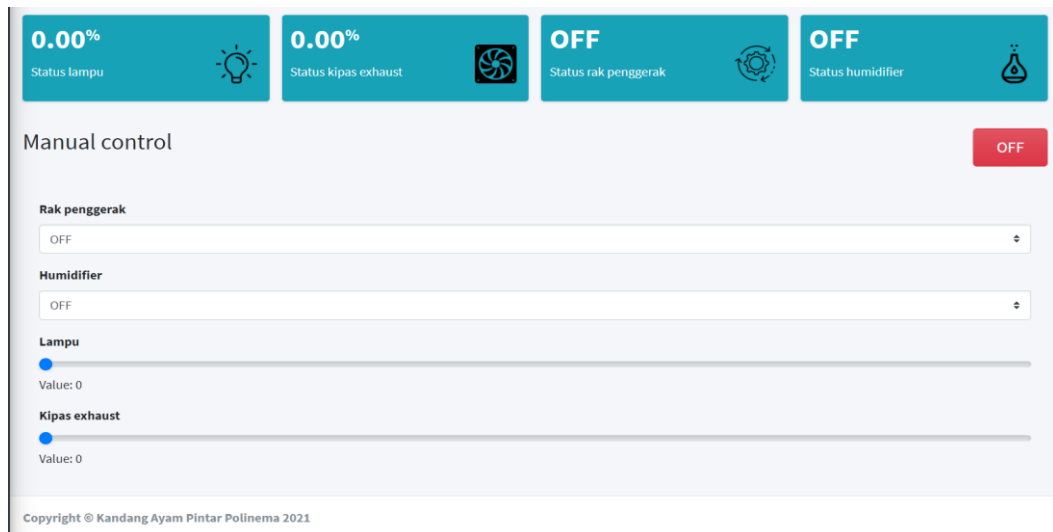 0.00%
Status lampu
0.00%
Status kipas exhaust
OFF
Status rak penggerak
OFF
Status humidifier
Manual control
OFF
Rak penggerak
OFF
Humidifier
OFF
Lampu
Value: 0
Kipas exhaust
Value: 0
Copyright © Kandang Ayam Pintar Polinema 2021